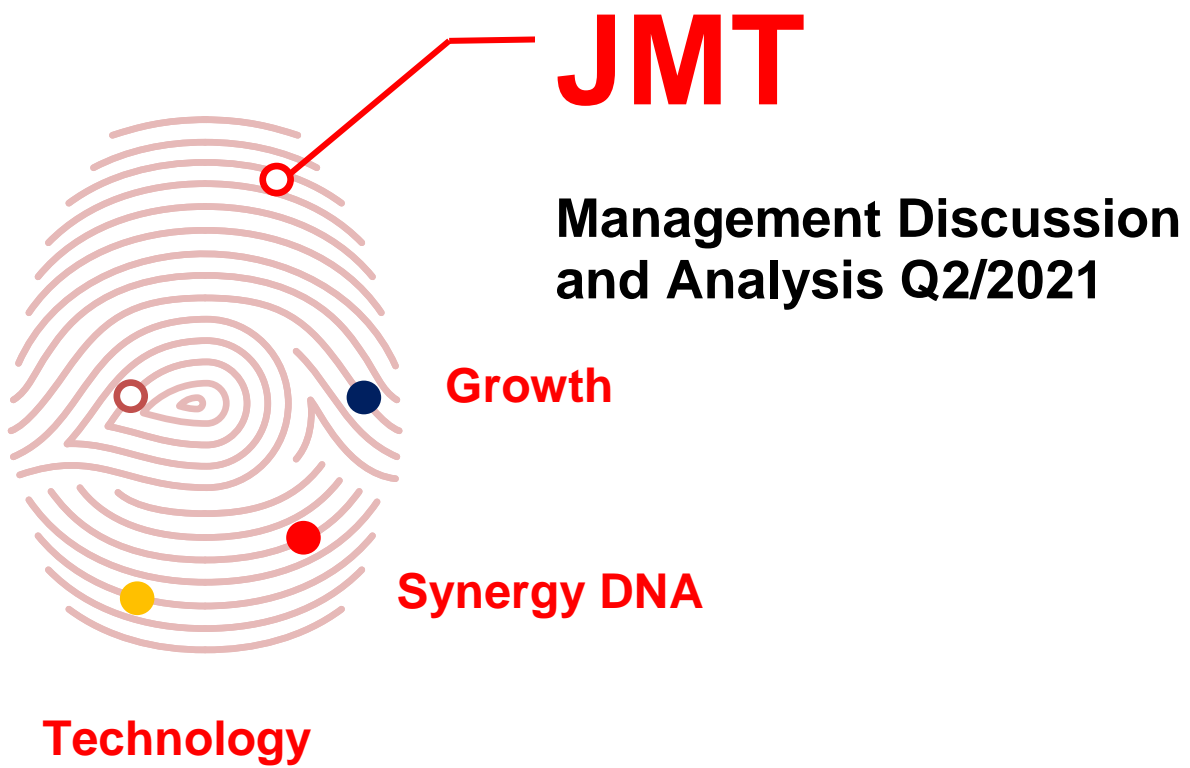 JMT
Management Discussion
and Analysis Q2/2021
Growth
Synergy DNA
Technology